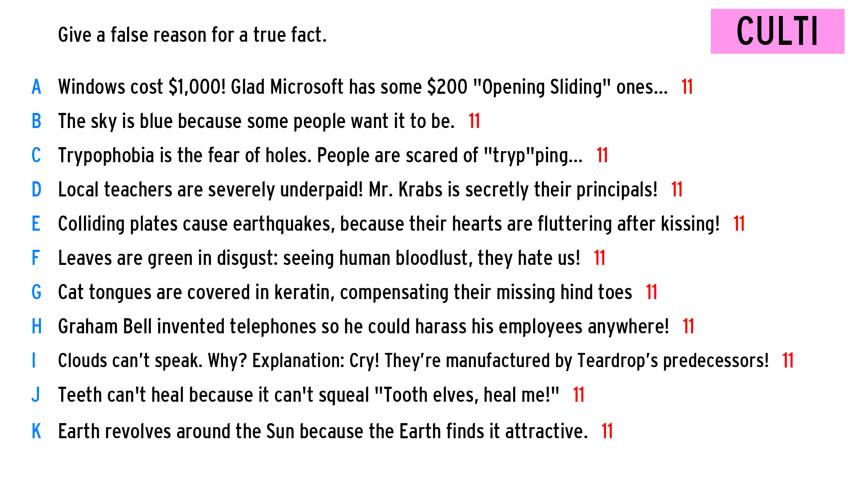 Give a false reason for a true fact.
CULTI
A Windows cost $1,000! Glad Microsoft has some $200 "Opening Sliding" ones... 11
B The sky is blue because some people want it to be. 11
C Trypophobia is the fear of holes. People are scared of "tryp"ping... 11
D Local teachers are severely underpaid! Mr. Krabs is secretly their principals! 11
E Colliding plates cause earthquakes, because their hearts are fluttering after kissing! 11
F Leaves are green in disgust: seeing human bloodlust, they hate us! 11
G Cat tongues are covered in keratin, compensating their missing hind toes 11
H Graham Bell invented telephones so he could harass his employees anywhere! 11
I Clouds can’t speak. Why? Explanation: Cry! They’re manufactured by Teardrop’s predecessors! 11
J Teeth can't heal because it can't squeal "Tooth elves, heal me!" 11
K Earth revolves around the Sun because the Earth finds it attractive. 11